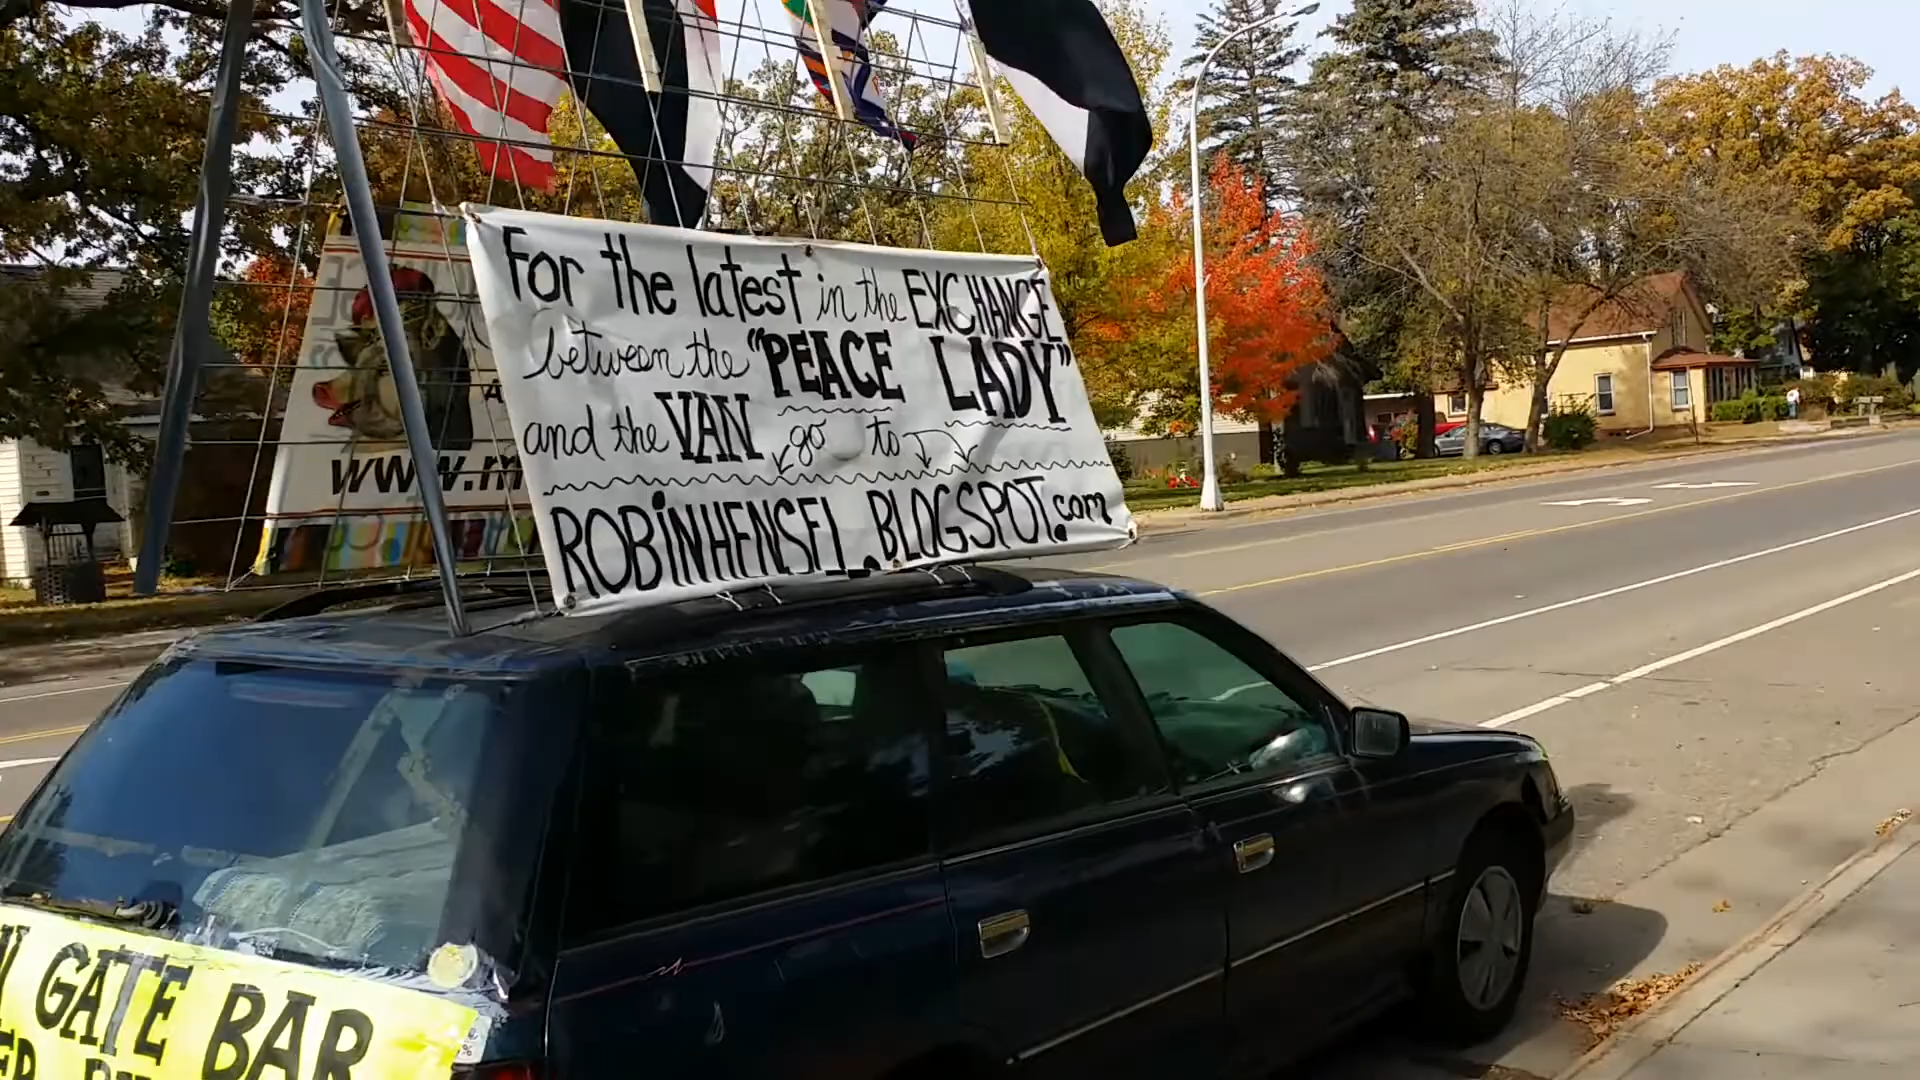 For the latest in the EXCHANGE
between the "PEACE LADY"
and the VAN go to
ROBINHENSEL.BLOGSPOT.com
www.m
GATE BAR